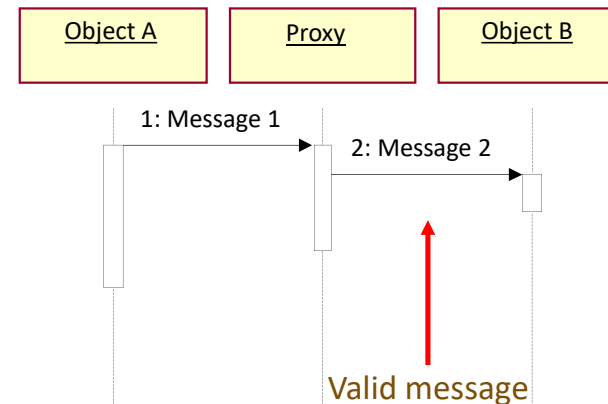 Object A
Proxy
Object B
1: Message 1
2: Message 2
Valid message